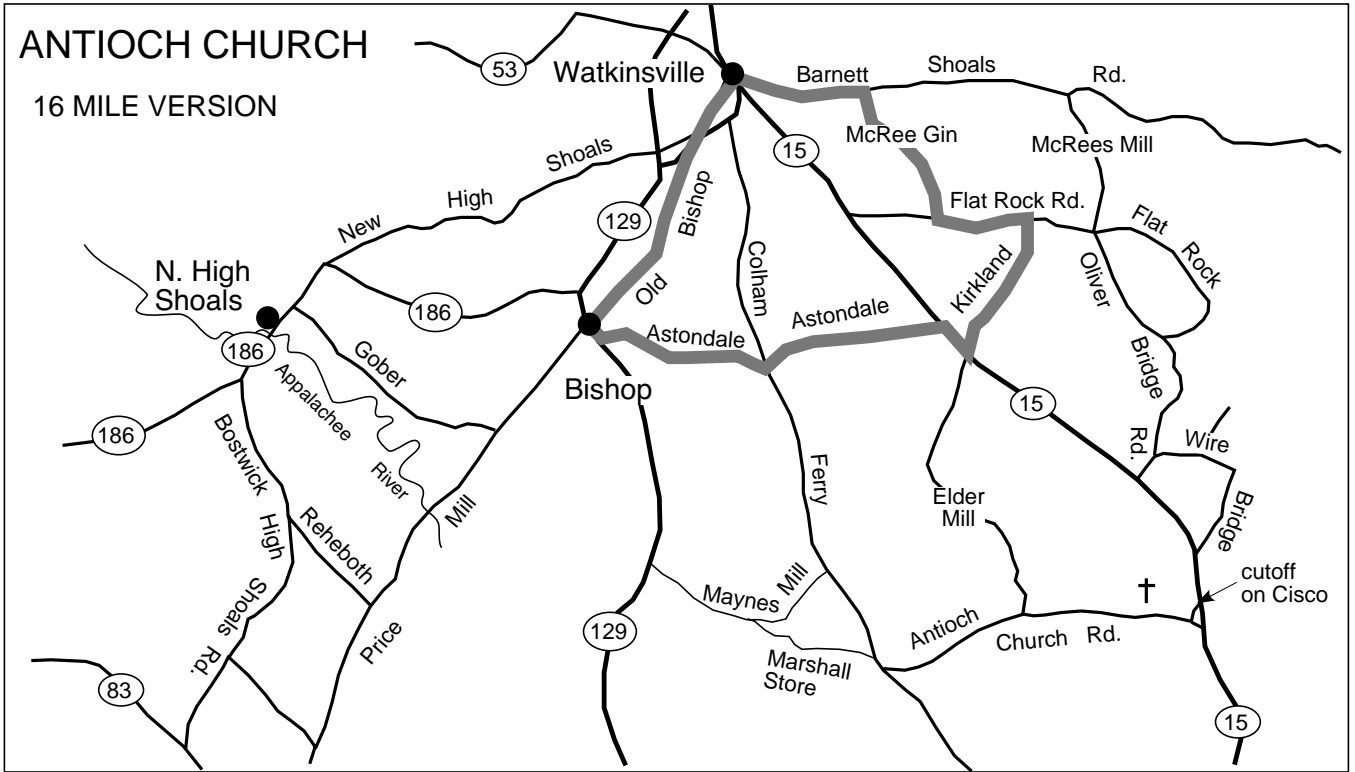 ANTIOCH CHURCH
16 MILE VERSION
53
Watkinsville
Barnett
Shoals
Rd.
McRee Gin
McRees Mill
15
Shoals
High
New
129
Bishop
Old
Colham
Flat Rock Rd.
Flat
Rock
Kirkland
Oliver
Bridge
Rd.
N. High
Shoals
186
186
Gober
Appalachee
River
186
Astondale
Astondale
Bishop
15
Wire
Bridge
Bostwick
High
Shoals
Rd.
Reheboth
Mill
Price
Ferry
Elder
Mill
Maynes
Mill
Marshall
Store
Antioch
Church Rd.
cutoff
on Cisco
129
83
15